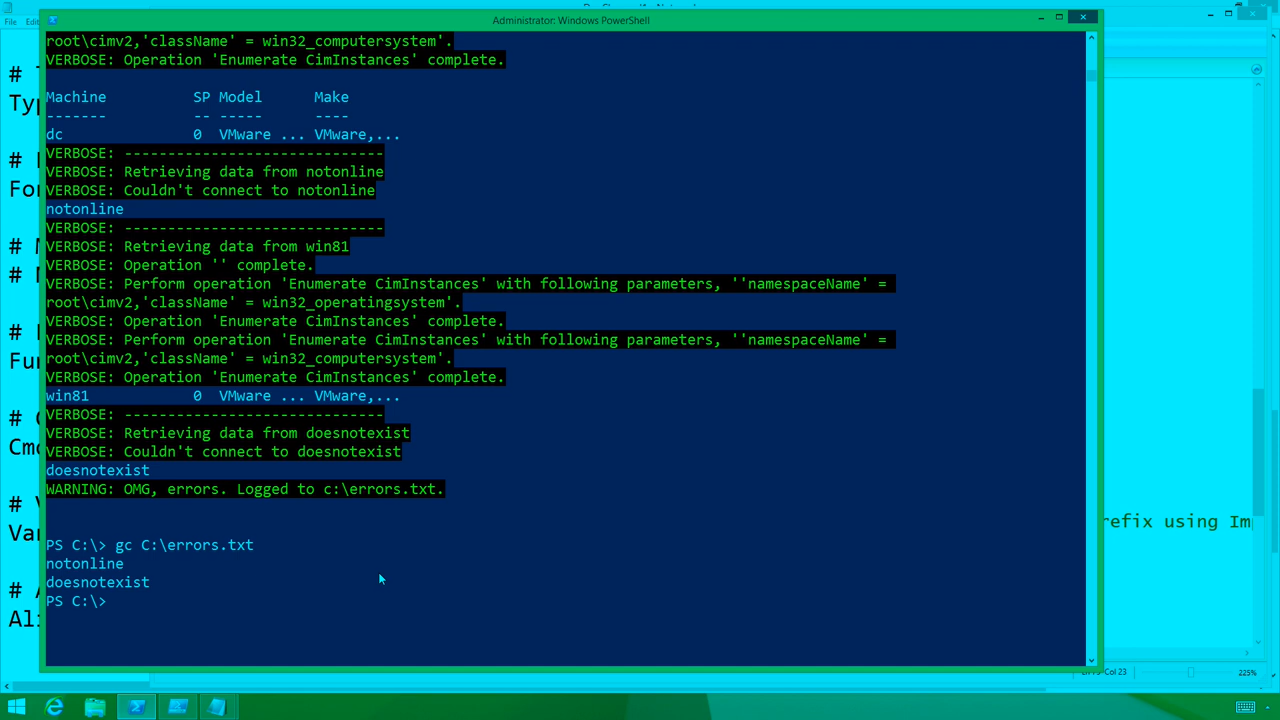 Administrator: Windows PowerShell
File Edit
root\cimv2,'className' = win32_computersystem'.
VERBOSE: Operation 'Enumerate CimInstances' complete.
Machine SP Model Make
------- -- ----- ----
dc 0 VMware ... VMware,...
VERBOSE: ------------------------------
VERBOSE: Retrieving data from notonline
VERBOSE: Couldn't connect to notonline
notonline
VERBOSE: ------------------------------
VERBOSE: Retrieving data from win81
VERBOSE: Operation '' complete.
VERBOSE: Perform operation 'Enumerate CimInstances' with following parameters, ''namespaceName' =
root\cimv2,'className' = win32_operatingsystem'.
VERBOSE: Operation 'Enumerate CimInstances' complete.
VERBOSE: Perform operation 'Enumerate CimInstances' with following parameters, ''namespaceName' =
root\cimv2,'className' = win32_computersystem'.
VERBOSE: Operation 'Enumerate CimInstances' complete.
win81 0 VMware ... VMware,...
VERBOSE: ------------------------------
VERBOSE: Retrieving data from doesnotexist
VERBOSE: Couldn't connect to doesnotexist
doesnotexist
WARNING: OMG, errors. Logged to c:\errors.txt.
PS C:\> gc C:\errors.txt
notonline
doesnotexist
PS C:\>
refix using Im
Col 23
225%